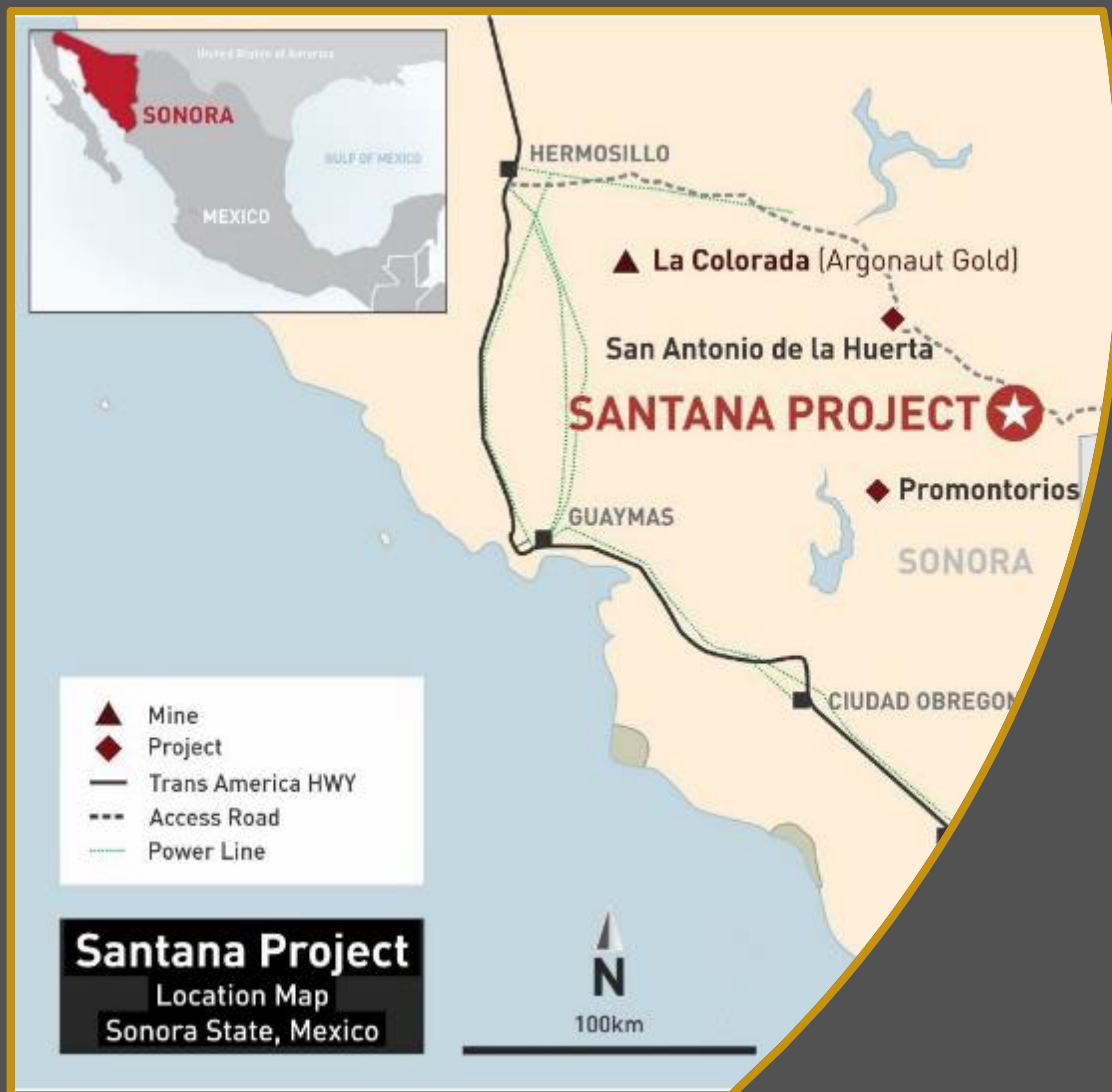 United States of America
SONORA
GULF OF MEXICO
MEXICO
HERMOSILLO
La Colorada (Argonaut Gold)
San Antonio de la Huerta
SANTANA PROJECT
Promontorios
GUAYMAS
SONORA
CIUDAD OBREGON
Mine
Project
Trans America HWY
Access Road
Power Line
Santana Project
Location Map
Sonora State, Mexico
N
100km